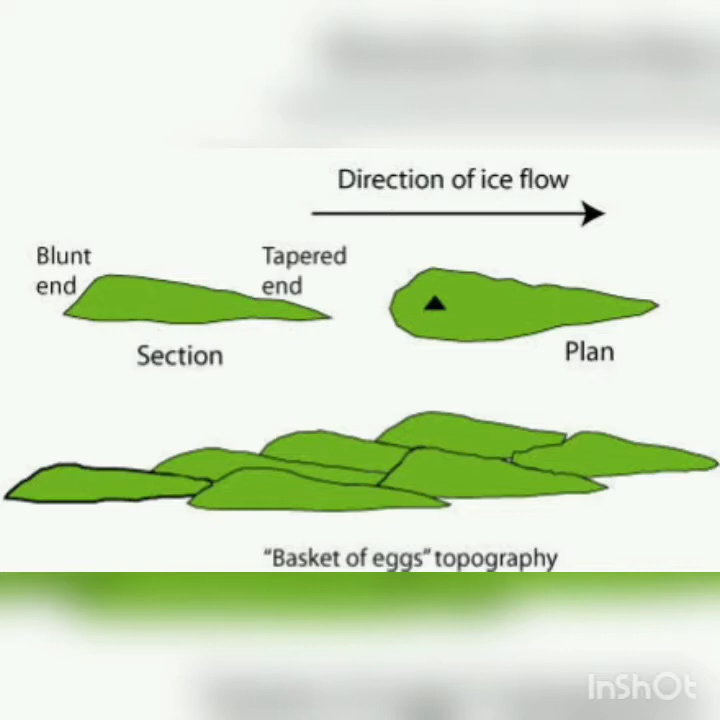 Direction of ice flow
Blunt
end
Tapered
end
Section
Plan
“Basket of eggs“ topography
InShOt